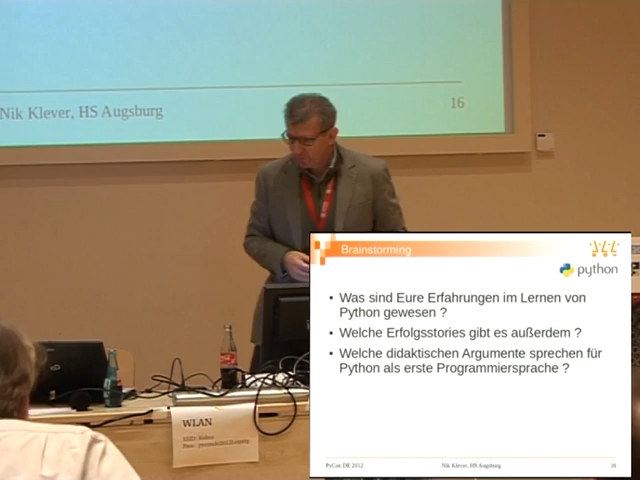 Nik Klever, HS Augsburg
16
Brainstorming
python
• Was sind Eure Erfahrungen im Lernen von
Python gewesen ?
• Welche Erfolgsstories gibt es außerdem ?
• Welche didaktischen Argumente sprechen für
Python als erste Programmiersprache ?
PyCon DE 2012
Nik Klever, HS Augsburg
16
WLAN